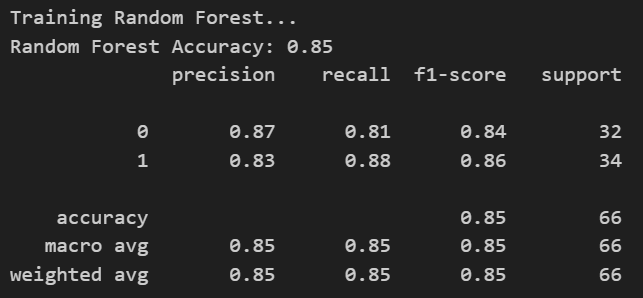 Training Random Forest...
Random Forest Accuracy: 0.85
precision recall f1-score support
0 0.87 0.81 0.84 32
1 0.83 0.88 0.86 34
accuracy 0.85 66
macro avg 0.85 0.85 0.85 66
weighted avg 0.85 0.85 0.85 66